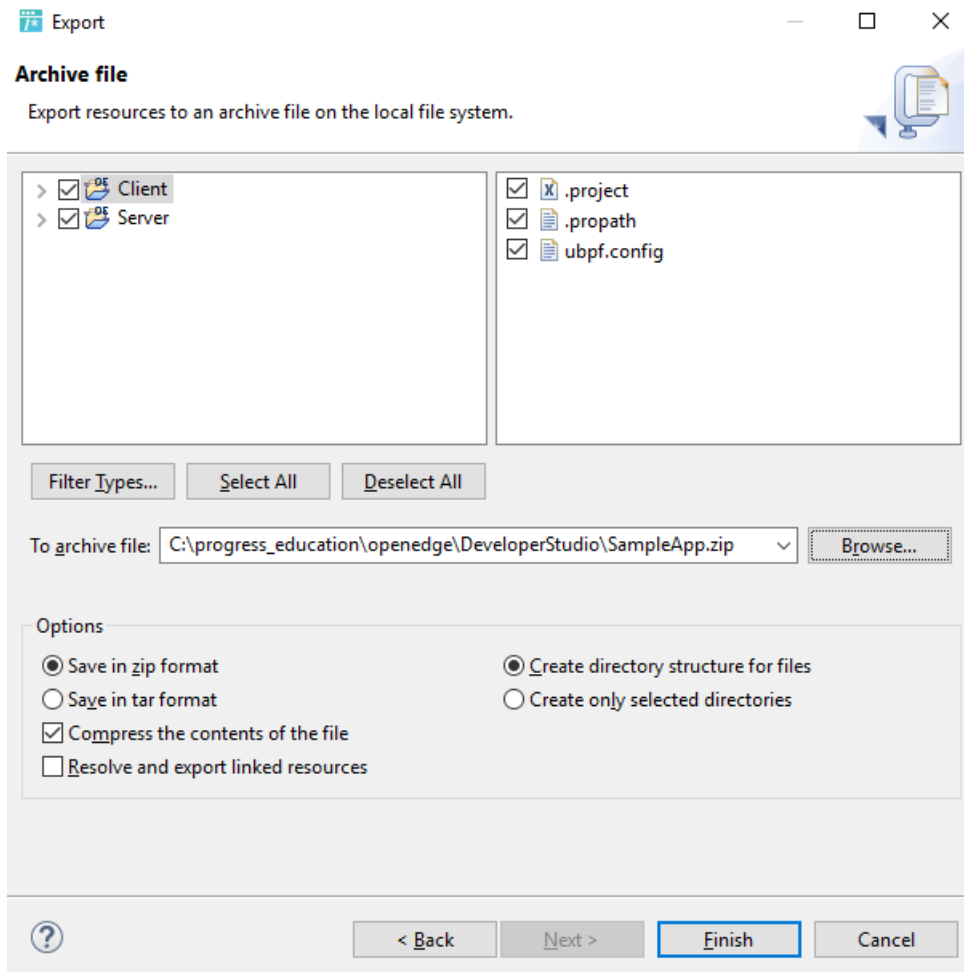 Export
Archive file
Export resources to an archive file on the local file system.
Client
Server
.project
.propath
ubpf.config
Filter Types...
Select All
Deselect All
To archive file:
C:\progress_education\openedge\DeveloperStudio\SampleApp.zip
Browse...
Options
Save in zip format
Save in tar format
Compress the contents of the file
Resolve and export linked resources
Create directory structure for files
Create only selected directories
?
< Back
Next >
Finish
Cancel